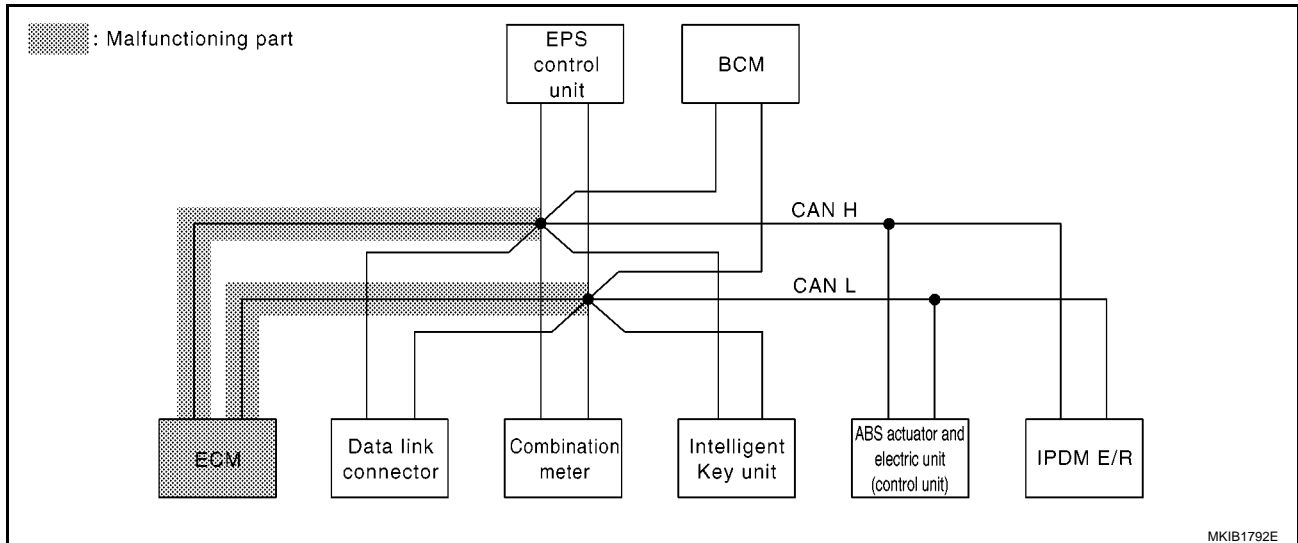 : Malfunctioning part
EPS
control
unit
BCM
CAN H
CAN L
ECM
Data link
connector
Combination
meter
Intelligent
Key unit
ABS actuator and
electric unit
(control unit)
IPDM E/R
MKIB1792E